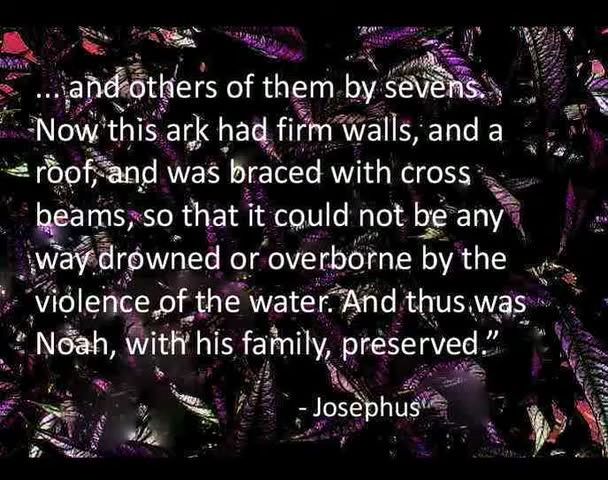 ... and others of them by sevens.
Now this ark had firm walls, and a
roof, and was braced with cross
beams, so that it could not be any
way drowned or overborne by the
violence of the water. And thus was
Noah, with his family, preserved.”
- Josephus